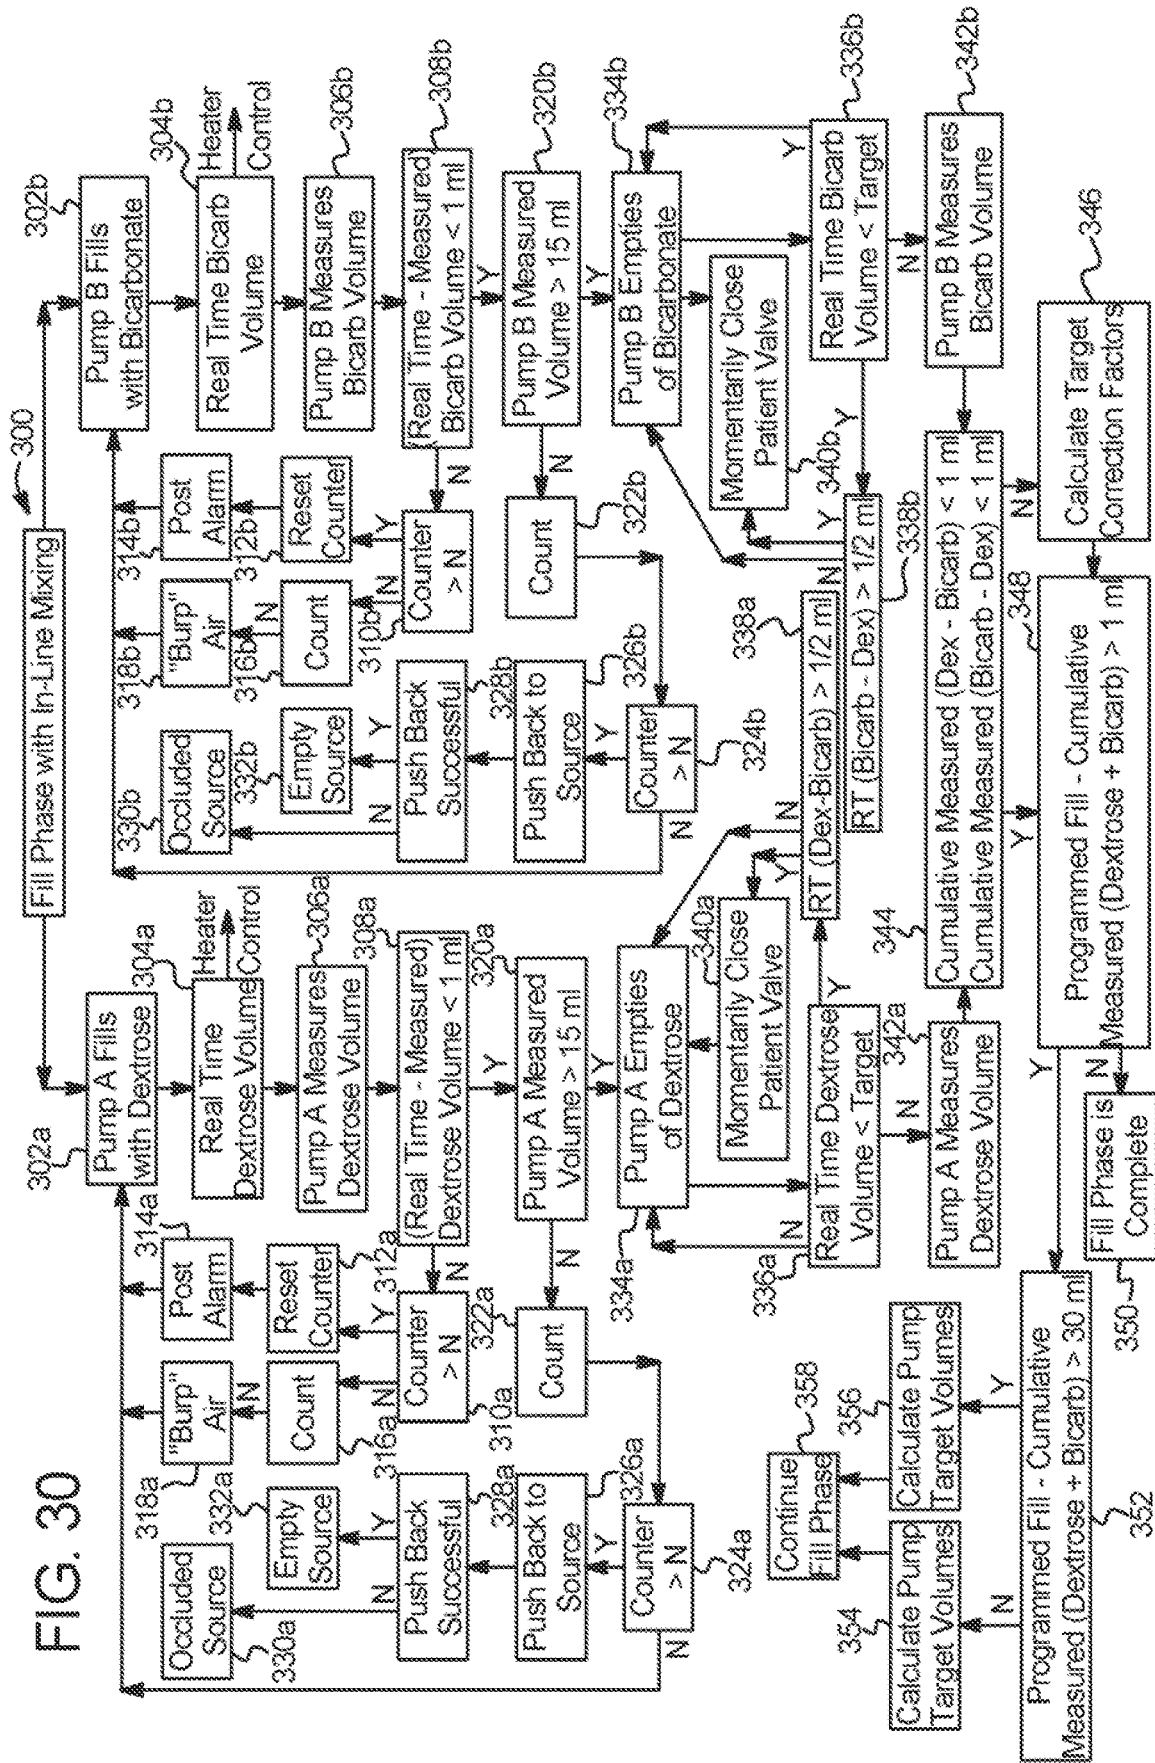 FIG. 30
Fill Phase with In-Line Mixing
300
302a
Pump A Fills
with Dextrose
304a
Real Time
Dextrose Volume
Heater
Control
Pump A Measures
Dextrose Volume
306a
(Real Time - Measured)
Dextrose Volume < 1 ml
308a
N
Y
Counter
> N
310a
Y
N
Reset
Counter
312a
Post
Alarm
314a
Count
316a
N
"Burp"
Air
318a
Pump A Measured
Volume > 15 ml
320a
N
Y
Count
322a
Counter
> N
324a
N
Y
Push Back to
Source
326a
Push Back
Successful
328a
N
Y
Occluded
Source
330a
Empty
Source
332a
Pump A Empties
of Dextrose
334a
Momentarily Close
Patient Valve
340a
Real Time Dextrose
Volume < Target
336a
N
Y
N
RT (Dex-Bicarb) > 1/2 ml
338a
N
Y
Pump A Measures
Dextrose Volume
342a
302b
Pump B Fills
with Bicarbonate
304b
Real Time Bicarb
Volume
Heater
Control
Pump B Measures
Bicarb Volume
306b
(Real Time - Measured)
Bicarb Volume < 1 ml
308b
N
Y
Counter
> N
310b
Y
N
Reset
Counter
312b
Post
Alarm
314b
Count
316b
N
"Burp"
Air
318b
Pump B Measured
Volume > 15 ml
320b
N
Y
Count
322b
Counter
> N
324b
N
Y
Push Back to
Source
326b
Push Back
Successful
328b
N
Y
Occluded
Source
330b
Empty
Source
332b
Pump B Empties
of Bicarbonate
334b
Momentarily Close
Patient Valve
340b
Real Time Bicarb
Volume < Target
336b
Y
Y
N
RT (Bicarb - Dex) > 1/2 ml
338b
N
Y
Pump B Measures
Bicarb Volume
342b
344
Cumulative Measured (Dex - Bicarb) < 1 ml
Cumulative Measured (Bicarb - Dex) < 1 ml
N
Y
Calculate Target
Correction Factors
346
348
Programmed Fill - Cumulative
Measured (Dextrose + Bicarb) > 1 ml
Y
N
Fill Phase is
Complete
350
Programmed Fill - Cumulative
Measured (Dextrose + Bicarb) > 30 ml
352
N
Y
Calculate Pump
Target Volumes
354
Calculate Pump
Target Volumes
356
Continue
Fill Phase
358